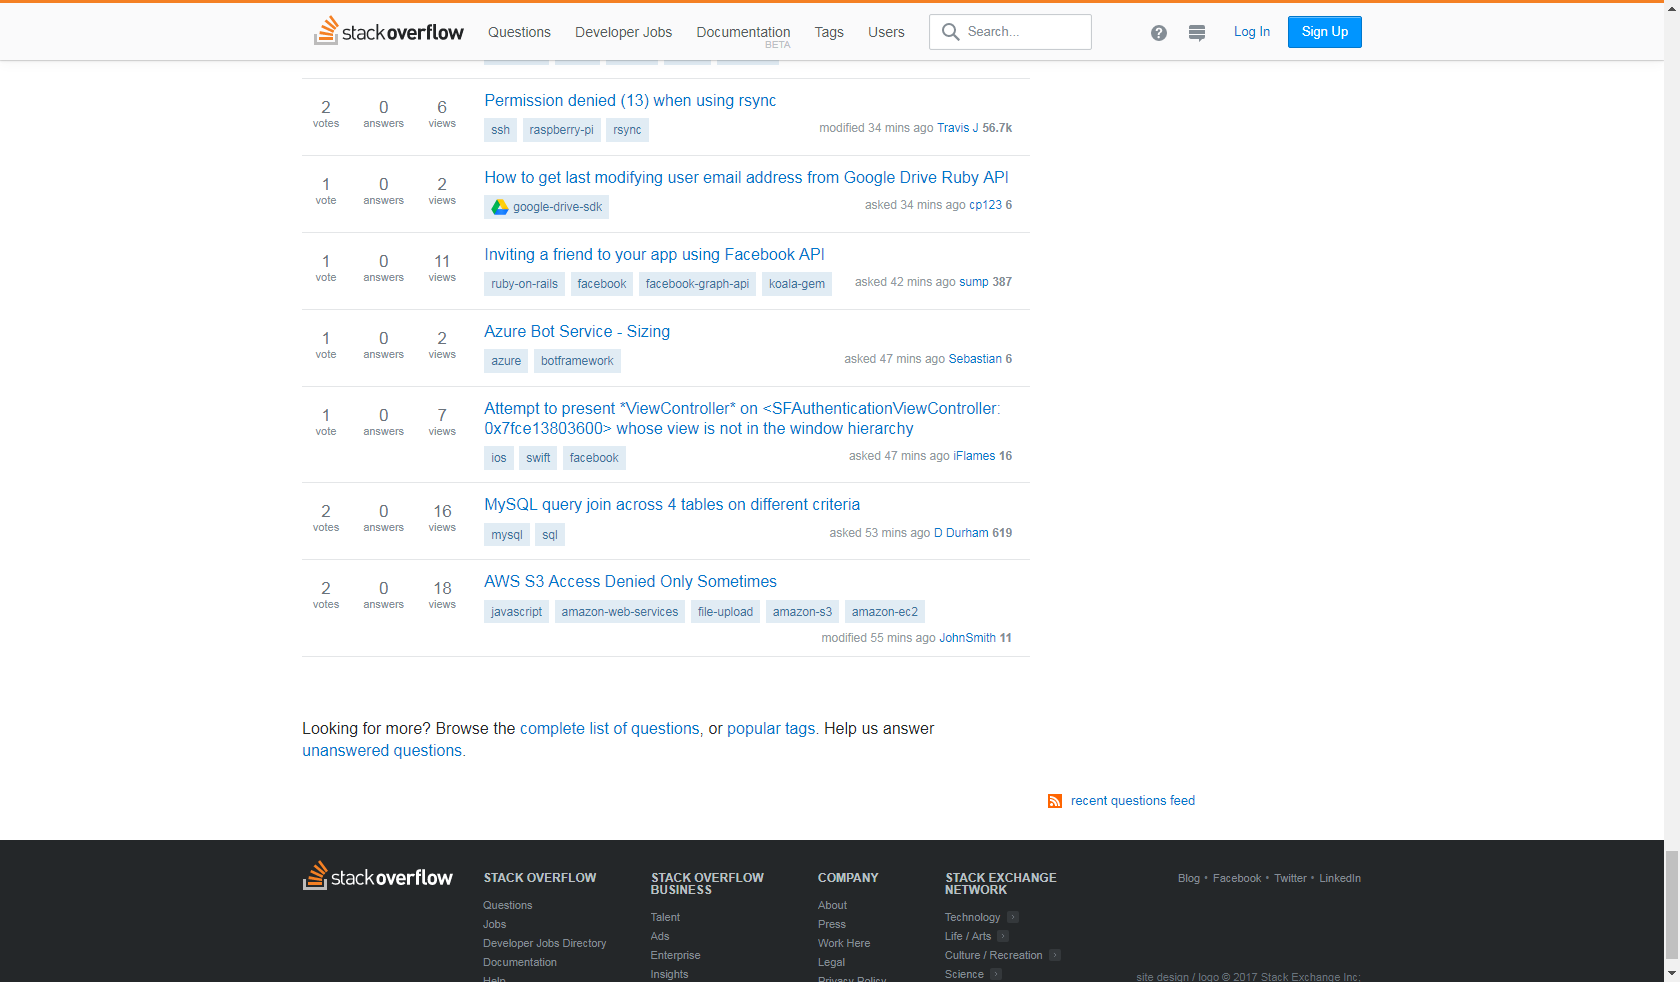 stackoverflow Questions Developer Jobs Documentation BETA Tags Users Search... Log In Sign Up
2 votes 0 answers 6 views
Permission denied (13) when using rsync
ssh raspberry-pi rsync
modified 34 mins ago Travis J 56.7k
1 vote 0 answers 2 views
How to get last modifying user email address from Google Drive Ruby API
google-drive-sdk
asked 34 mins ago cp123 6
1 vote 0 answers 11 views
Inviting a friend to your app using Facebook API
ruby-on-rails facebook facebook-graph-api koala-gem
asked 42 mins ago sump 387
1 vote 0 answers 2 views
Azure Bot Service - Sizing
azure botframework
asked 47 mins ago Sebastian 6
1 vote 0 answers 7 views
Attempt to present *ViewController* on <SFAuthenticationViewController:
0x7fce13803600> whose view is not in the window hierarchy
ios swift facebook
asked 47 mins ago iFlames 16
2 votes 0 answers 16 views
MySQL query join across 4 tables on different criteria
mysql sql
asked 53 mins ago D Durham 619
2 votes 0 answers 18 views
AWS S3 Access Denied Only Sometimes
javascript amazon-web-services file-upload amazon-s3 amazon-ec2
modified 55 mins ago JohnSmith 11
Looking for more? Browse the complete list of questions, or popular tags. Help us answer
unanswered questions.
recent questions feed
stackoverflow
STACK OVERFLOW
Questions
Jobs
Developer Jobs Directory
Documentation
Help
STACK OVERFLOW
BUSINESS
Talent
Ads
Enterprise
Insights
COMPANY
About
Press
Work Here
Legal
Privacy Policy
STACK EXCHANGE
NETWORK
Technology
Life / Arts
Culture / Recreation
Science
Blog • Facebook • Twitter • LinkedIn
site design / logo © 2017 Stack Exchange Inc;